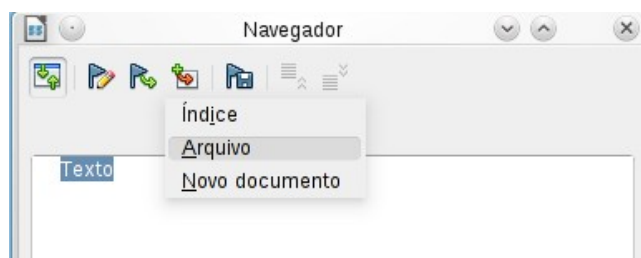 Navegador
Índice
Arquivo
Texto
Novo documento